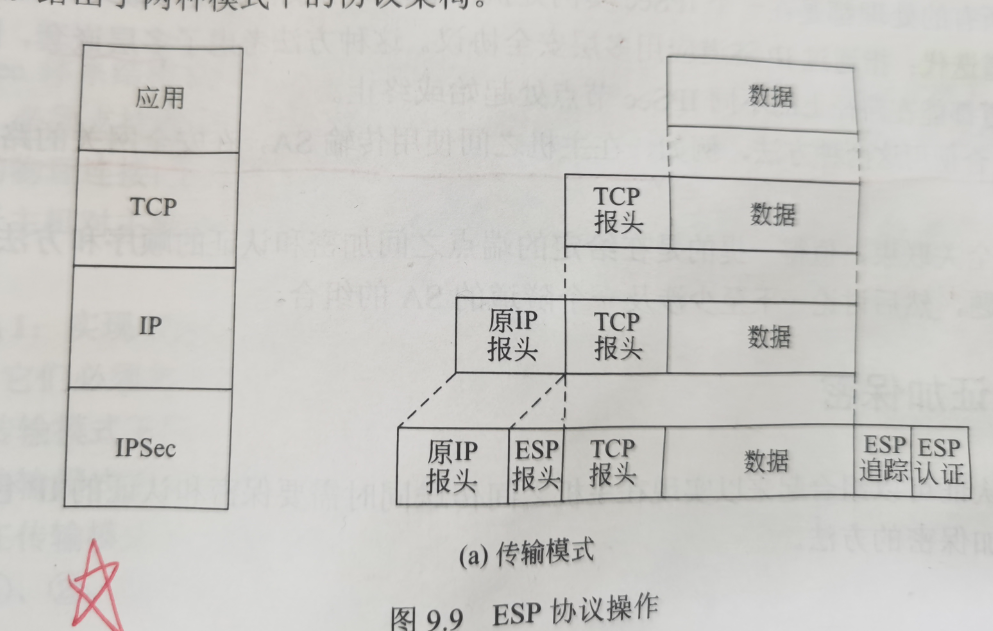 给出了两种模式下的协议架构。
应用
TCP
IP
IPSec
数据
TCP
报头
数据
原IP
报头
TCP
报头
数据
原IP
报头
ESP
报头
TCP
报头
数据
ESP
追踪
ESP
认证
(a) 传输模式
图 9.9 ESP 协议操作